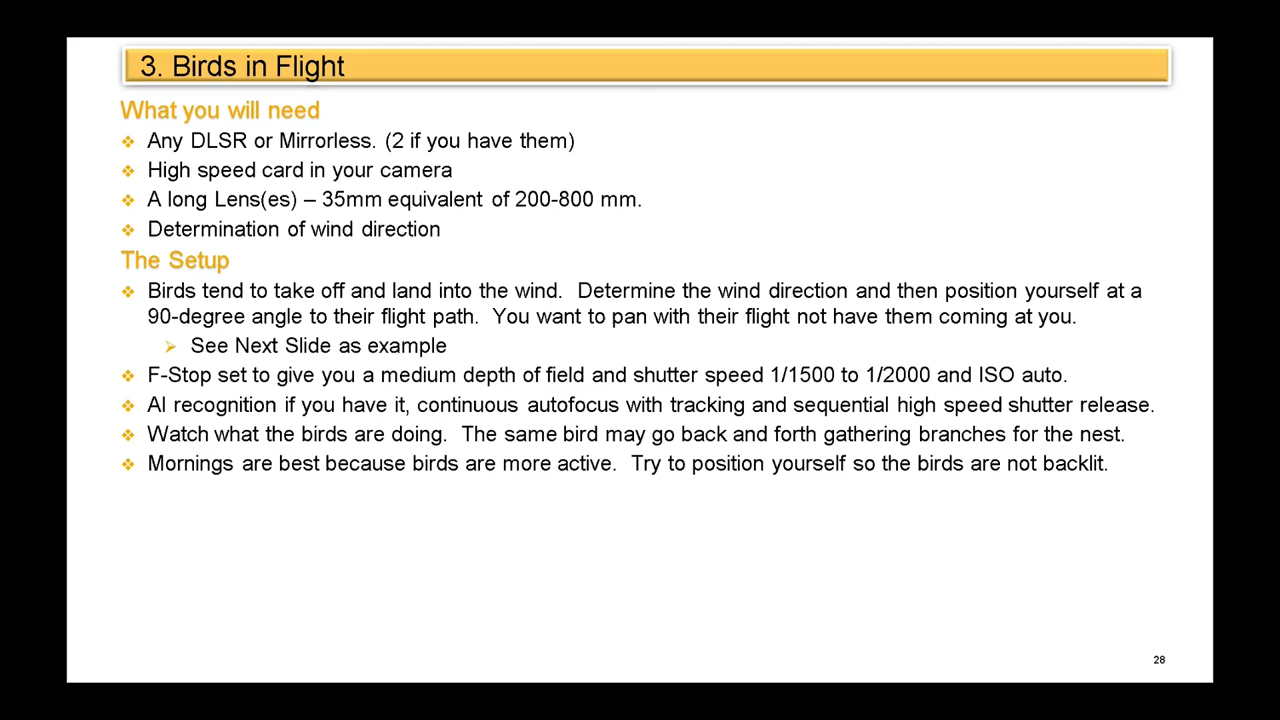 3. Birds in Flight
What you will need
Any DLSR or Mirrorless. (2 if you have them)
High speed card in your camera
A long Lens(es) – 35mm equivalent of 200-800 mm.
Determination of wind direction
The Setup
Birds tend to take off and land into the wind. Determine the wind direction and then position yourself at a
90-degree angle to their flight path. You want to pan with their flight not have them coming at you.
See Next Slide as example
F-Stop set to give you a medium depth of field and shutter speed 1/1500 to 1/2000 and ISO auto.
AI recognition if you have it, continuous autofocus with tracking and sequential high speed shutter release.
Watch what the birds are doing. The same bird may go back and forth gathering branches for the nest.
Mornings are best because birds are more active. Try to position yourself so the birds are not backlit.
28